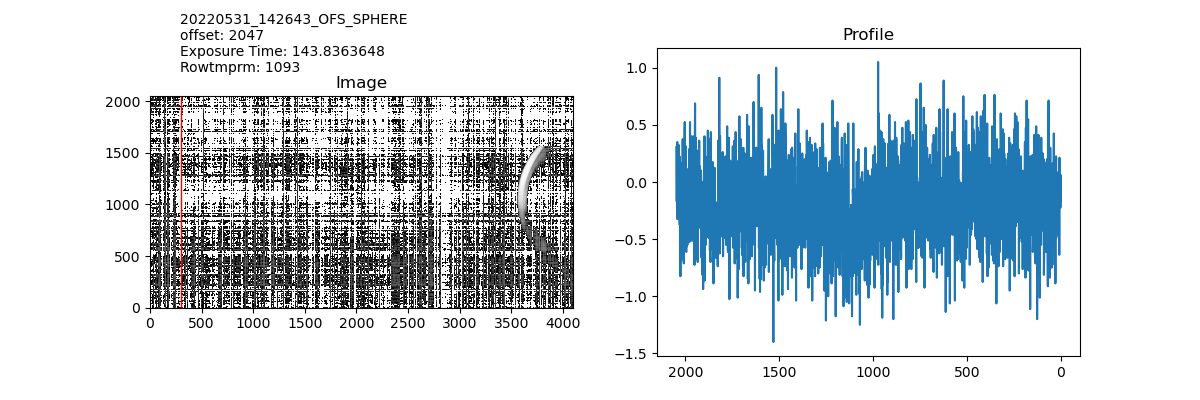 20220531_142643_OFS_SPHERE
offset: 2047
Exposure Time: 143.8363648
Rowtmprm: 1093
Image
2000
1500
1000
500
0
0 500 1000 1500 2000 2500 3000 3500 4000
Profile
1.0
0.5
0.0
−0.5
−1.0
−1.5
2000 1500 1000 500 0